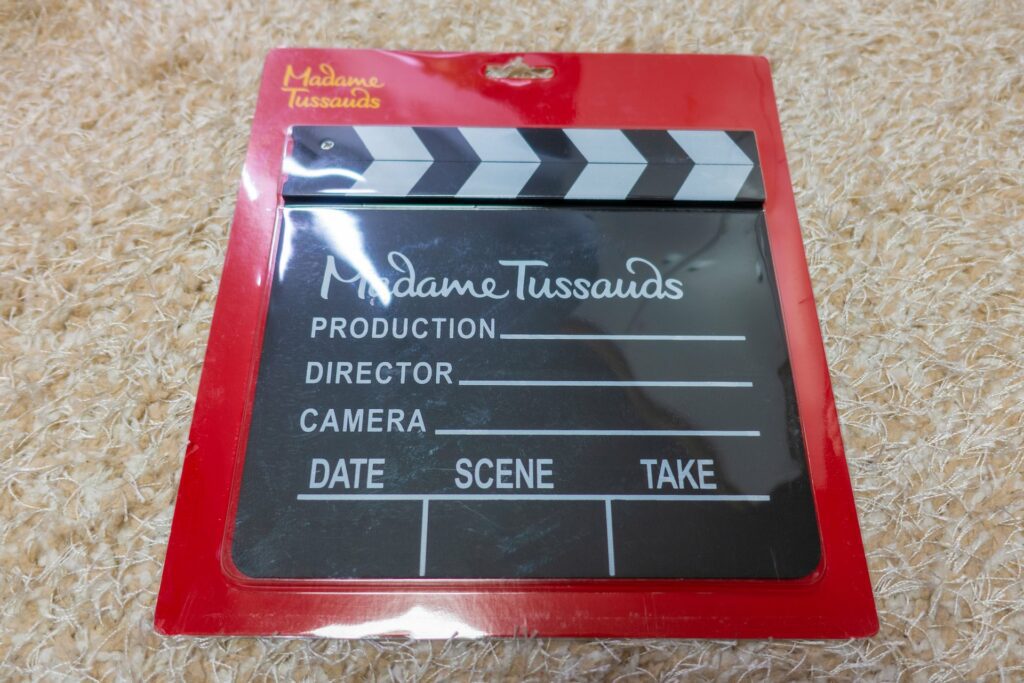 Madame
Tussauds
Madame Tussauds
PRODUCTION
DIRECTOR
CAMERA
DATE SCENE TAKE